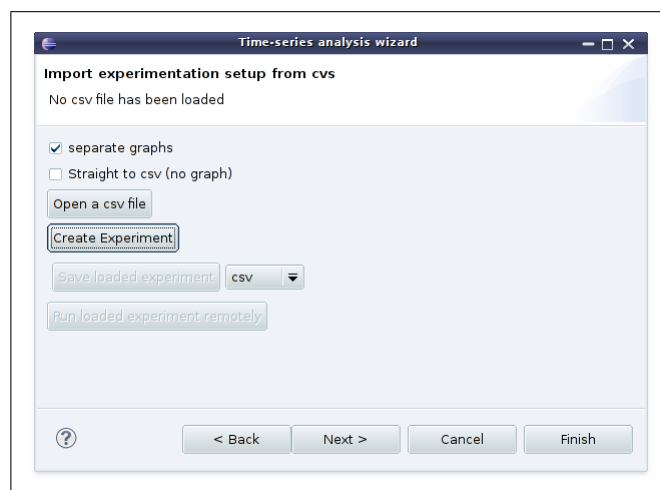 Time-series analysis wizard
Import experimentation setup from cvs
No csv file has been loaded
separate graphs
Straight to csv (no graph)
Open a csv file
Create Experiment
Save loaded experiment csv
Run loaded experiment remotely
? < Back Next > Cancel Finish